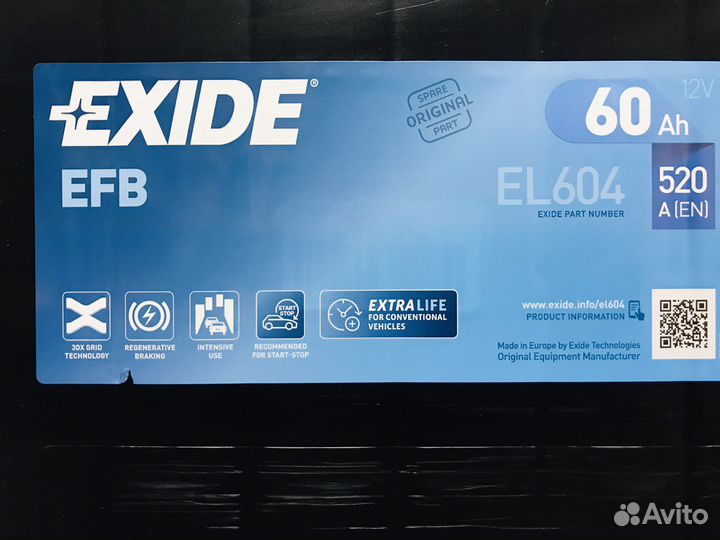 EXIDE®
EFB
SPARE
ORIGINAL
PART
12V
60 Ah
EL604
EXIDE PART NUMBER
520
A (EN)
3DX GRID
TECHNOLOGY
REGENERATIVE
BRAKING
INTENSIVE
USE
START
STOP
RECOMMENDED
FOR START-STOP
EXTRA LIFE
FOR CONVENTIONAL
VEHICLES
www.exide.info/el604
PRODUCT INFORMATION
Made in Europe by Exide Technologies
Original Equipment Manufacturer
Avito